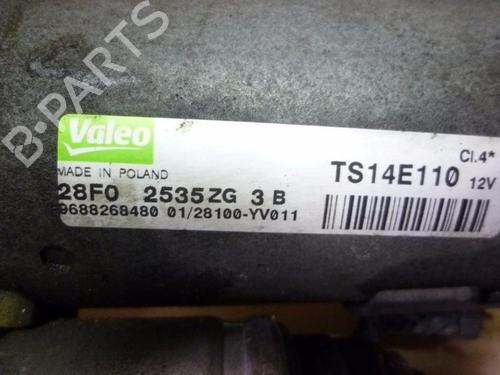 B-PARTS
Valeo
MADE IN POLAND
Cl.4*
TS14E110 12V
28F0 2535ZG 3 B
9688268480 01/28100-YV011